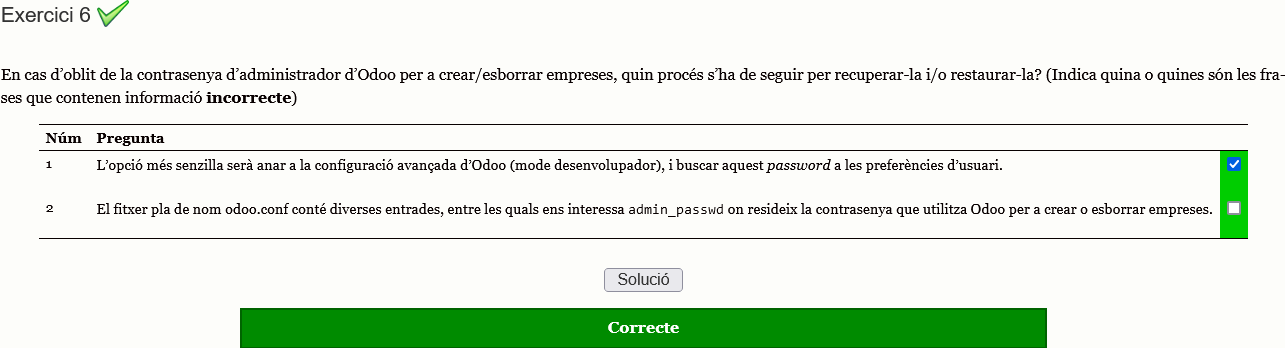 Exercici 6
En cas d’oblit de la contrasenya d’administrador d’Odoo per a crear/esborrar empreses, quin procés s’ha de seguir per recuperar-la i/o restaurar-la? (Indica quina o quines són les fra-
ses que contenen informació incorrecte)
Núm Pregunta
1 L’opció més senzilla serà anar a la configuració avançada d’Odoo (mode desenvolupador), i buscar aquest password a les preferències d’usuari.
2 El fitxer pla de nom odoo.conf conté diverses entrades, entre les quals ens interessa admin_passwd on resideix la contrasenya que utilitza Odoo per a crear o esborrar empreses.
Solució
Correcte